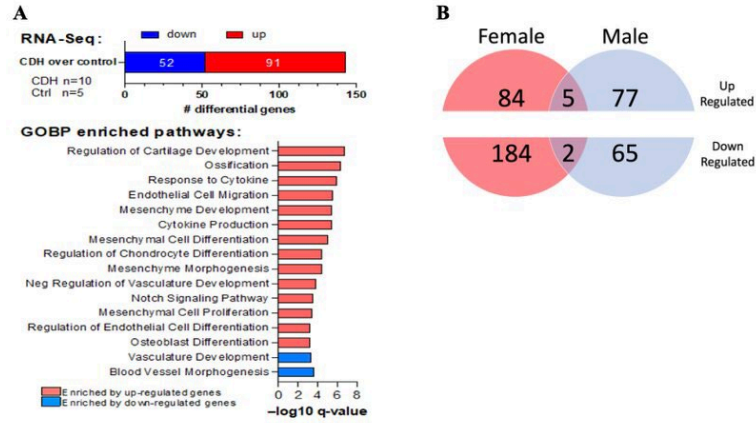 A
RNA-Seq:
down
up
CDH over control
52
91
CDH n=10
Ctrl n=5
0
50
100
150
# differential genes
GOBP enriched pathways:
Regulation of Cartilage Development
Ossification
Response to Cytokine
Endothelial Cell Migration
Mesenchyme Development
Cytokine Production
Mesenchymal Cell Differentiation
Regulation of Chondrocyte Differentiation
Mesenchyme Morphogenesis
Neg Regulation of Vasculature Development
Notch Signaling Pathway
Mesenchymal Cell Proliferation
Regulation of Endothelial Cell Differentiation
Osteoblast Differentiation
Vasculature Development
Blood Vessel Morphogenesis
Enriched by up-regulated genes
Enriched by down-regulated genes
0 2 4 6 8
–log10 q-value
B
Female
Male
84 5 77
Up
Regulated
184 2 65
Down
Regulated